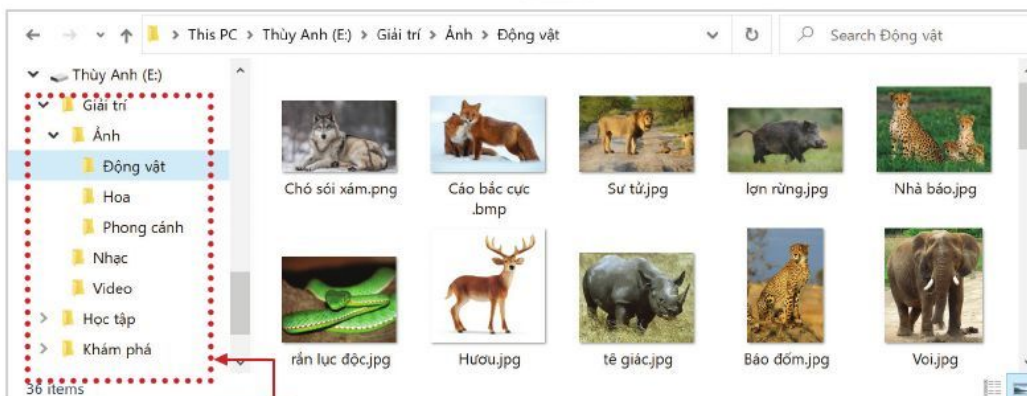 This PC > Thùy Anh (E:) > Giải trí > Ảnh > Động vật
Search Động vật
Thùy Anh (E:)
Giải trí
Ảnh
Động vật
Hoa
Phong cánh
Nhạc
Video
Học tập
Khám phá
36 items
Chó sói xám.png
Cáo bắc cực
.bmp
Sư tử.jpg
lợn rừng.jpg
Nhà báo.jpg
rắn lục độc.jpg
Hươu.jpg
tê giác.jpg
Báo đốm.jpg
Voi.jpg